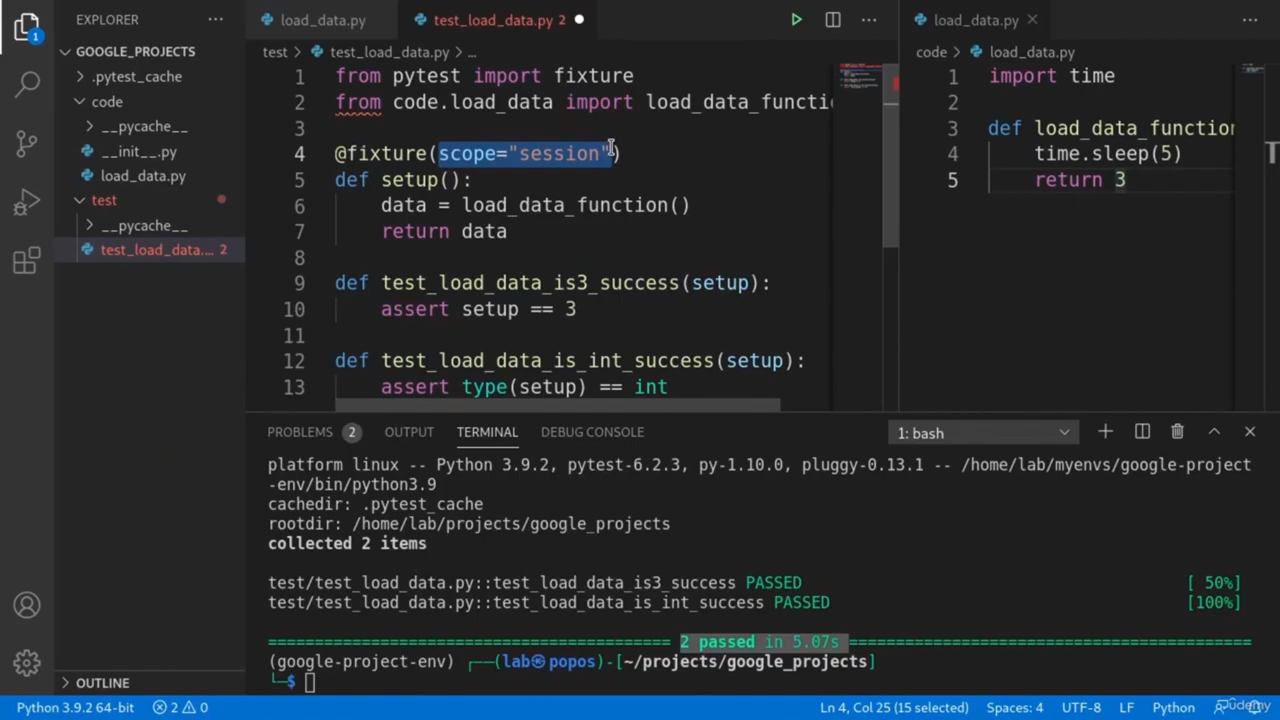 EXPLORER
load_data.py
test_load_data.py 2
load_data.py
GOOGLE_PROJECTS
.pytest_cache
code
__pycache__
__init__.py
load_data.py
test
__pycache__
test_load_data.... 2
OUTLINE
test > test_load_data.py > ...
1 from pytest import fixture
2 from code.load_data import load_data_functio
3
4 @fixture(scope="session")
5 def setup():
6 data = load_data_function()
7 return data
8
9 def test_load_data_is3_success(setup):
10 assert setup == 3
11
12 def test_load_data_is_int_success(setup):
13 assert type(setup) == int
code > load_data.py
1 import time
2
3 def load_data_function
4 time.sleep(5)
5 return 3
PROBLEMS 2 OUTPUT TERMINAL DEBUG CONSOLE 1: bash
platform linux -- Python 3.9.2, pytest-6.2.3, py-1.10.0, pluggy-0.13.1 -- /home/lab/myenvs/google-project
-env/bin/python3.9
cachedir: .pytest_cache
rootdir: /home/lab/projects/google_projects
collected 2 items
test/test_load_data.py::test_load_data_is3_success PASSED [ 50%]
test/test_load_data.py::test_load_data_is_int_success PASSED [100%]
======================================= 2 passed in 5.07s =======================================
(google-project-env) ┌──(lab㉿popos)-[~/projects/google_projects]
└─$
1
Python 3.9.2 64-bit 2 0 Ln 4, Col 25 (15 selected) Spaces: 4 UTF-8 LF Python
Udemy